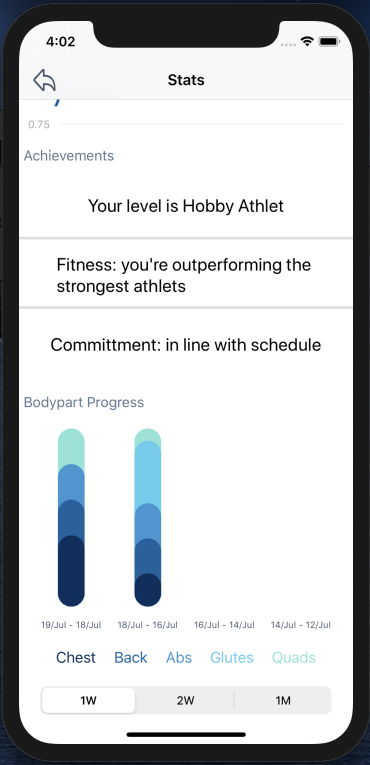 4:02
Stats
0.75
Achievements
Your level is Hobby Athlet
Fitness: you're outperforming the
strongest athlets
Committment: in line with schedule
Bodypart Progress
19/Jul - 18/Jul 18/Jul - 16/Jul 16/Jul - 14/Jul 14/Jul - 12/Jul
Chest Back Abs Glutes Quads
1W 2W 1M